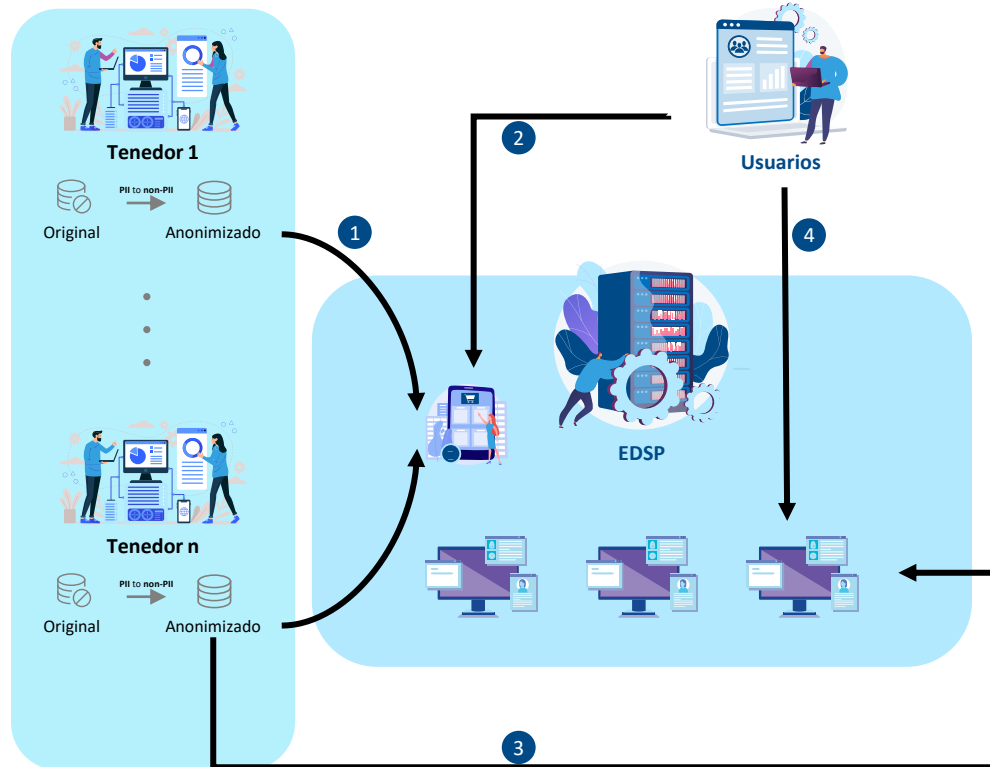 Tenedor 1
PII to non-PII
Original
Anonimizado
1
2
Usuarios
4
EDSP
Tenedor n
PII to non-PII
Original
Anonimizado
3